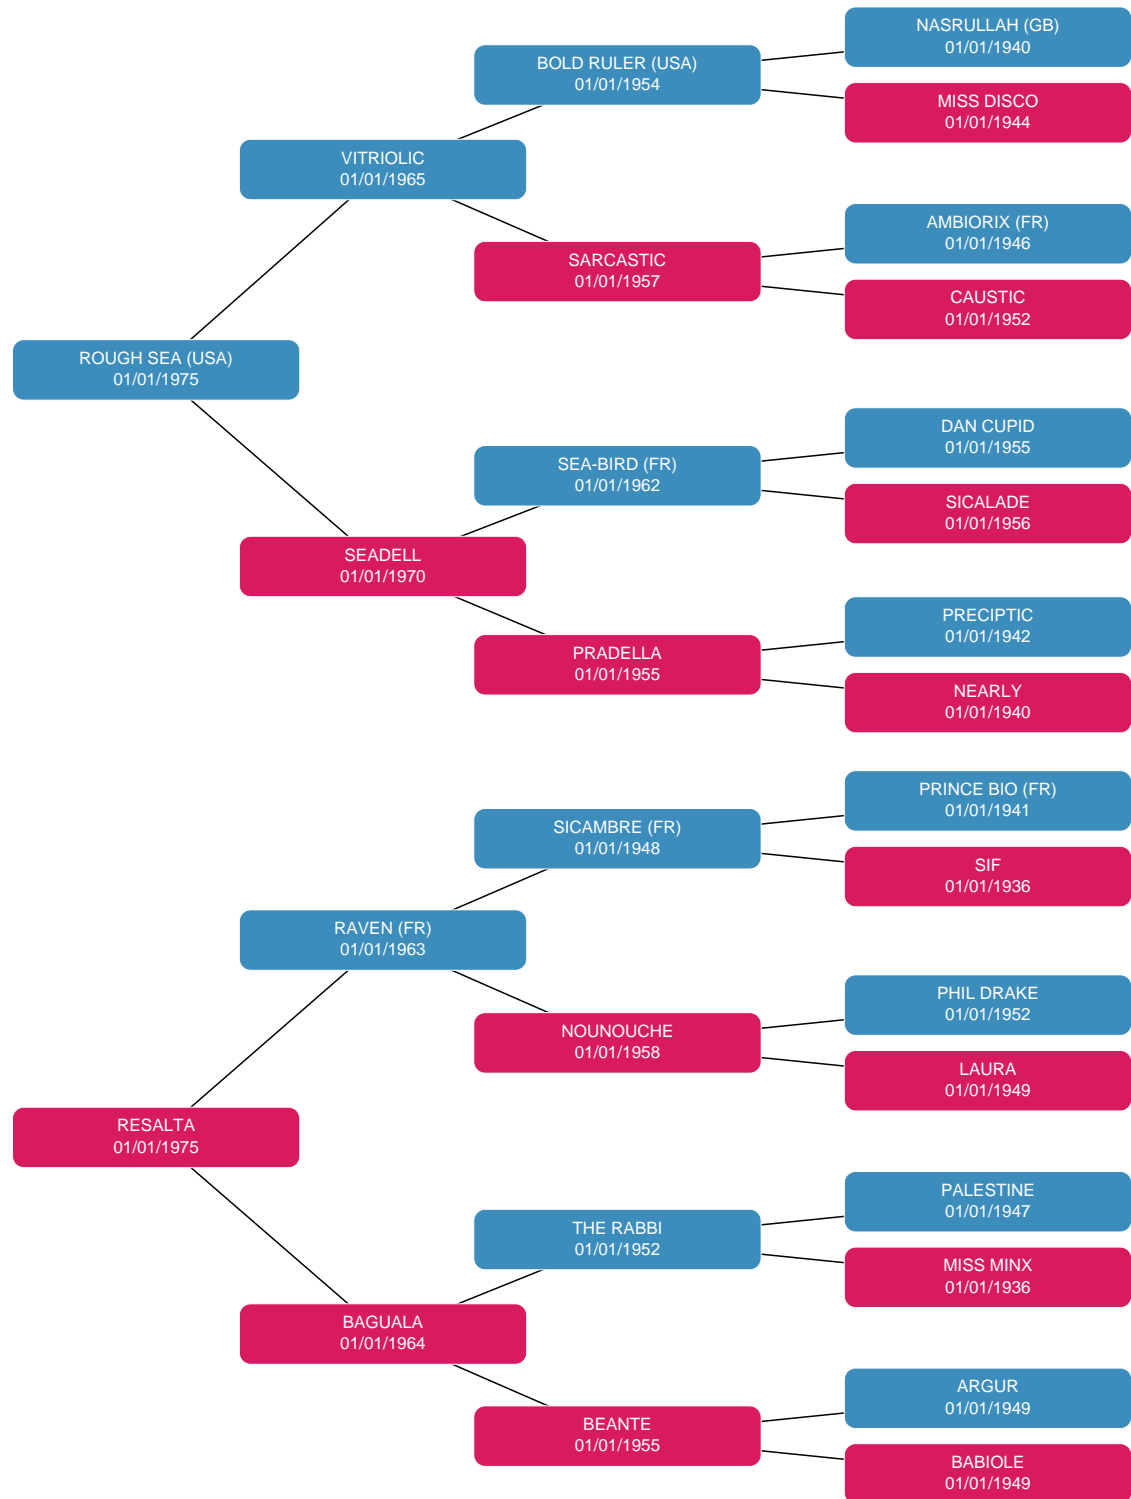 NASRULLAH (GB)
01/01/1940
BOLD RULER (USA)
01/01/1954
MISS DISCO
01/01/1944
VITRIOLIC
01/01/1965
AMBIORIX (FR)
01/01/1946
SARCASTIC
01/01/1957
CAUSTIC
01/01/1952
ROUGH SEA (USA)
01/01/1975
DAN CUPID
01/01/1955
SEA-BIRD (FR)
01/01/1962
SICALADE
01/01/1956
SEADELL
01/01/1970
PRECIPTIC
01/01/1942
PRADELLA
01/01/1955
NEARLY
01/01/1940
PRINCE BIO (FR)
01/01/1941
SICAMBRE (FR)
01/01/1948
SIF
01/01/1936
RAVEN (FR)
01/01/1963
PHIL DRAKE
01/01/1952
NOUNOUCHE
01/01/1958
LAURA
01/01/1949
RESALTA
01/01/1975
PALESTINE
01/01/1947
THE RABBI
01/01/1952
MISS MINX
01/01/1936
BAGUALA
01/01/1964
ARGUR
01/01/1949
BEANTE
01/01/1955
BABIOLE
01/01/1949